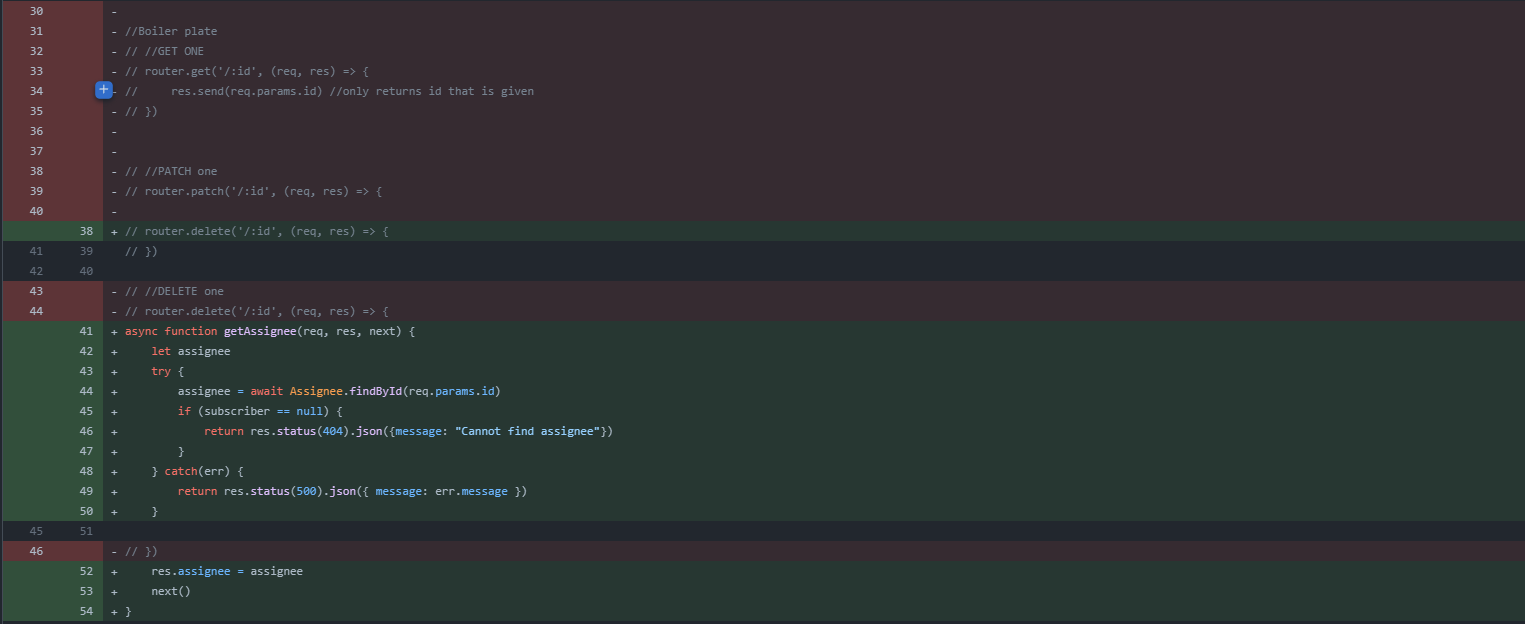 30 -
31 - //Boiler plate
32 - // //GET ONE
33 - // router.get('/:id', (req, res) => {
34 + - //     res.send(req.params.id) //only returns id that is given
35 - // })
36 -
37 -
38 - // //PATCH one
39 - // router.patch('/:id', (req, res) => {
40 -
38 + // router.delete('/:id', (req, res) => {
41 39 // })
42 40
43 - // //DELETE one
44 - // router.delete('/:id', (req, res) => {
41 + async function getAssignee(req, res, next) {
42 +     let assignee
43 +     try {
44 +         assignee = await Assignee.findById(req.params.id)
45 +         if (subscriber == null) {
46 +             return res.status(404).json({message: "Cannot find assignee"})
47 +         }
48 +     } catch(err) {
49 +         return res.status(500).json({ message: err.message })
50 +     }
45 51
46 - // })
52 +     res.assignee = assignee
53 +     next()
54 + }